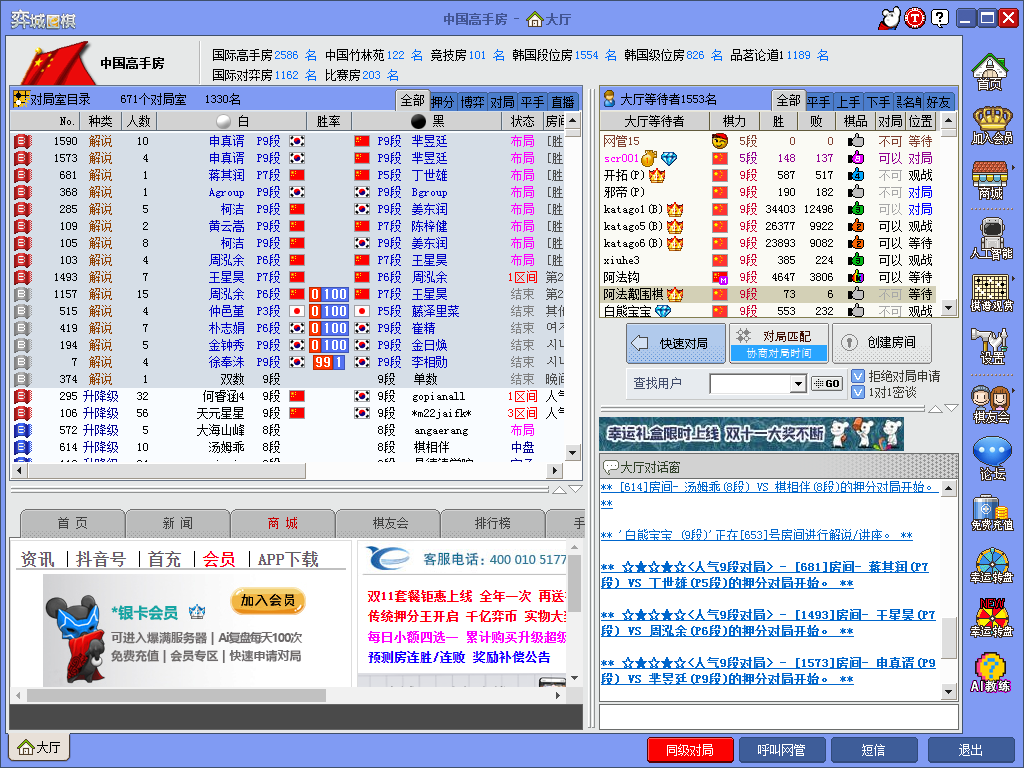 弈城围棋
中国高手房 - 大厅
中国高手房
国际高手房2586 名 中国竹林苑122 名 竞技房101 名 韩国段位房1554 名 韩国级位房826 名 品茗论道11189 名
国际对弈房1162 名 比赛房203 名
对局室目录 671个对局室 1330名 全部 押分 博弈 对局 平手 直播
No. 种类 人数 白 胜率 黑 状态 房间
1590 解说 10 申真谞 P9段 P9段 芈昱廷 布局 [胜
1573 解说 4 申真谞 P9段 P9段 芈昱廷 布局 [胜
681 解说 1 蒋其润 P7段 P5段 丁世雄 布局 [胜
368 解说 1 Agroup P9段 P9段 Bgroup 布局 [胜
285 解说 5 柯洁 P9段 P9段 姜东润 布局 [胜
109 解说 2 黄云嵩 P9段 P7段 陈梓健 布局 [胜
105 解说 8 柯洁 P9段 P9段 姜东润 布局 [胜
103 解说 4 周泓余 P6段 P7段 王星昊 布局 [胜
1493 解说 7 王星昊 P7段 P6段 周泓余 1区间 第2
1157 解说 15 周泓余 P6段 0 100 P7段 王星昊 结束 第2
515 解说 4 仲邑菫 P3段 0 100 P5段 藤泽里菜 结束 其他
419 解说 7 朴志娟 P6段 0 100 P9段 崔精 结束 여자
194 解说 5 金钟秀 P9段 0 100 P9段 金日焕 结束 시니
7 解说 4 徐奉洙 P9段 99 1 P9段 李相勋 结束 시니
374 解说 1 双数 9段 9段 单数 结束 晚间
295 升降级 32 何睿涵4 9段 9段 gopianall 1区间 人气
106 升降级 56 天元星星 9段 9段 *m22jaifk* 3区间 人气
572 升降级 5 大海山峰 8段 8段 angaerang 布局
614 升降级 10 汤姆乖 8段 8段 棋相伴 中盘
大厅等待者1553名 全部 平手 上手 下手 黑名单 好友
大厅等待者 棋力 胜 败 棋品 对局 位置
网管15 5段 0 0 不可 等待
scr001 5段 148 137 可以 对局
开拓(P) 9段 587 517 不可 观战
邪帝(P) 9段 190 182 不可 对局
katago1(B) 9段 34403 12496 可以 对局
katago5(B) 9段 26377 9922 可以 观战
katago6(B) 9段 23893 9082 可以 等待
xiuhe3 9段 385 224 可以 观战
阿法钩 M 9段 4647 3806 可以 等待
阿法觏围棋 9段 73 6 不可 等待
白熊宝宝 9段 553 232 不可 观战
快速对局 对局匹配 协商对局时间 创建房间
查找用户 GO 拒绝对局申请
1对1密谈
幸运礼盒限时上线 双十一大奖不断
大厅对话窗
** [614]房间- 汤姆乖(8段) VS 棋相伴(8段)的押分对局开始。
**
** '白熊宝宝 (9段)'正在[653]号房间进行解说/讲座。 **
** ☆★☆★☆<人气9段对局> - [681]房间- 蒋其润(P7
段) VS 丁世雄(P5段)的押分对局开始。 **
** ☆★☆★☆<人气9段对局> - [1493]房间- 王星昊(P7
段) VS 周泓余(P6段)的押分对局开始。 **
** ☆★☆★☆<人气9段对局> - [1573]房间- 申真谞(P9
段) VS 芈昱廷(P9段)的押分对局开始。 **
首 页 新 闻 商 城 棋友会 排行榜 手
资讯 | 抖音号 | 首充 | 会员 | APP下载
*银卡会员 加入会员
可进入爆满服务器 | Ai复盘每天100次
免费充值 | 会员专区 | 快速申请对局
客服电话：400 010 5177
双11套餐钜惠上线 全年一次 再送
传统押分王开启 千亿弈币 实物大奖
每日小额四选一 累计购买升级超级
预测房连胜/连败 奖励补偿公告
首页
加入会员
商城
人工智能
棋谱观赏
设置
棋友会
论坛
免费充值
幸运转盘
NEW
幸运转盘
AI教练
大厅
同级对局 呼叫网管 短信 退出